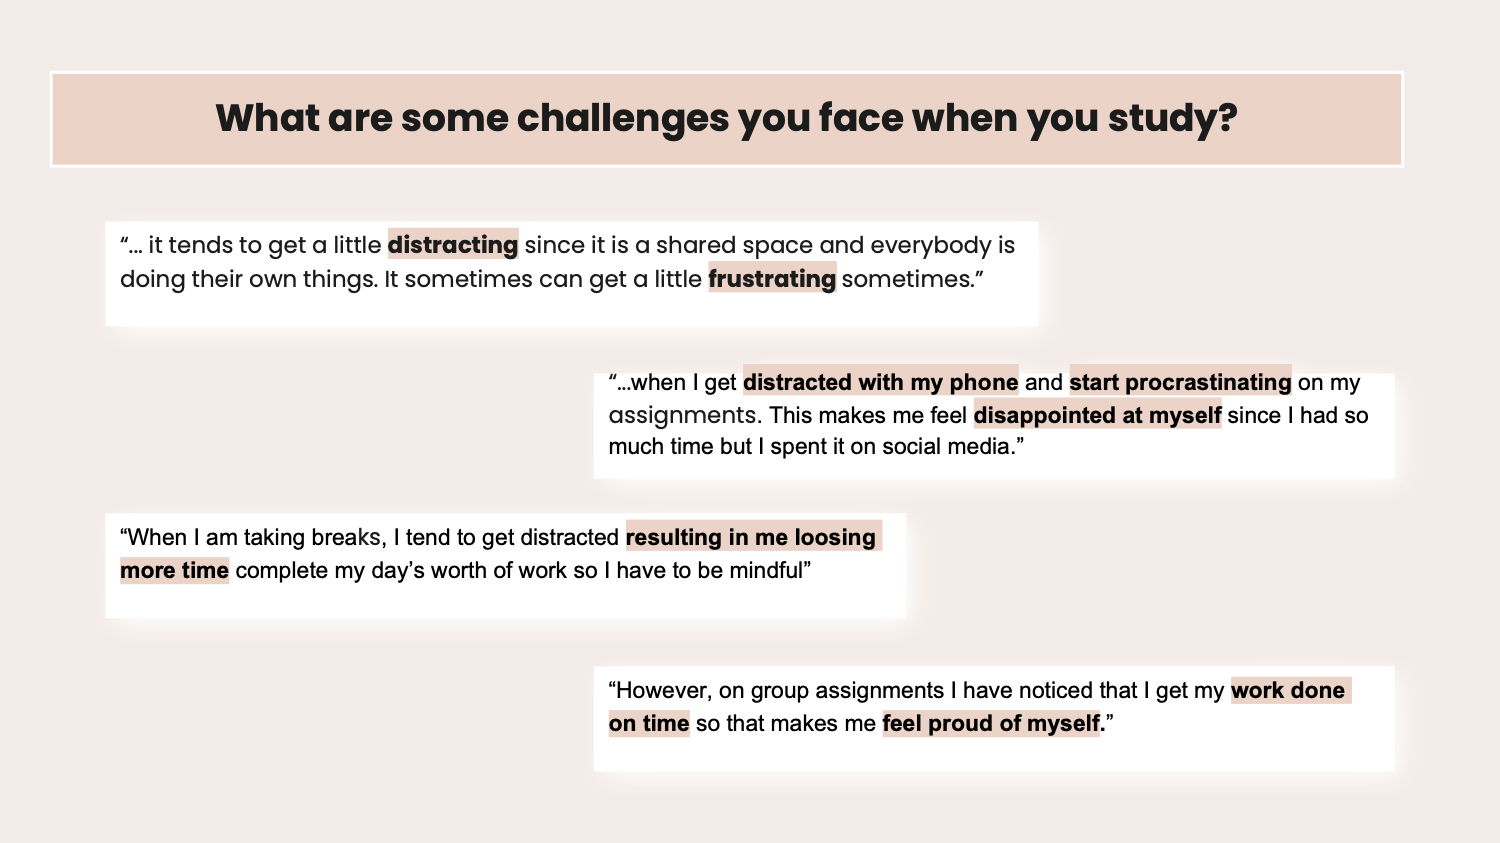 What are some challenges you face when you study?
“... it tends to get a little distracting since it is a shared space and everybody is
doing their own things. It sometimes can get a little frustrating sometimes.”
“...when I get distracted with my phone and start procrastinating on my
assignments. This makes me feel disappointed at myself since I had so
much time but I spent it on social media.”
“When I am taking breaks, I tend to get distracted resulting in me loosing
more time complete my day’s worth of work so I have to be mindful”
“However, on group assignments I have noticed that I get my work done
on time so that makes me feel proud of myself.”